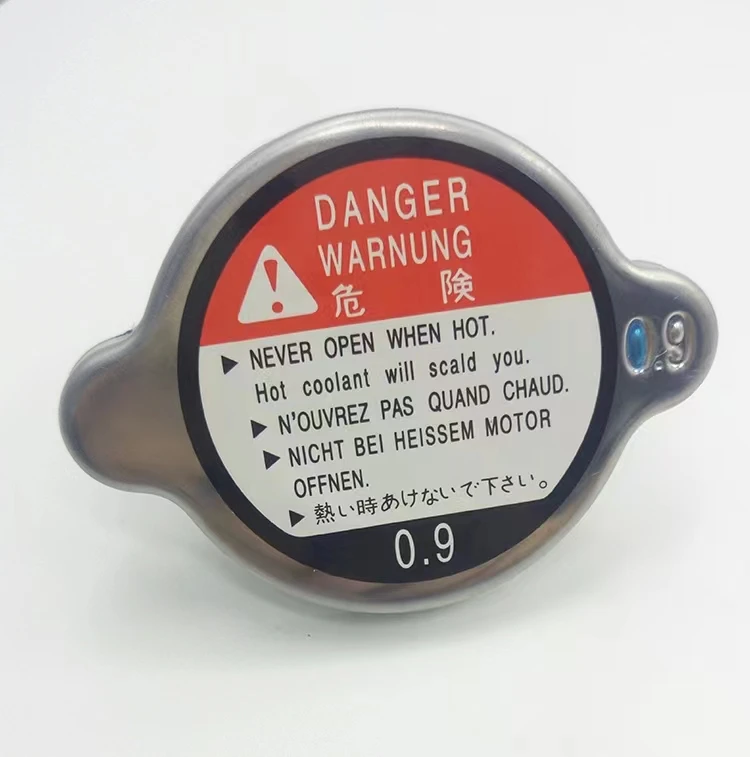 DANGER
WARNUNG
危 険
▶ NEVER OPEN WHEN HOT.
Hot coolant will scald you.
▶ N'OUVREZ PAS QUAND CHAUD.
▶ NICHT BEI HEISSEM MOTOR
OFFNEN.
▶ 熱い時あけないで下さい。
0.9
0.9